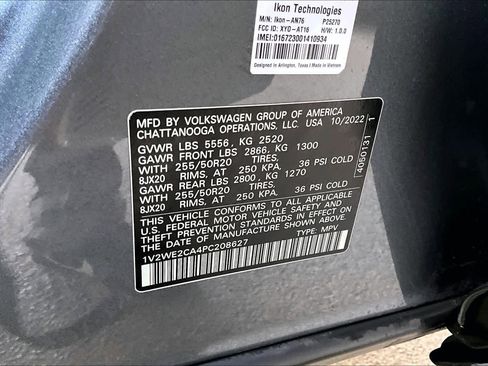 Ikon Technologies
M/N: Ikon-AN76 P25270
FCC ID: XYD-AT16 H/W: 1.0.0
IMEI:016723001410934
Designed in Arlington, Texas | Made in Vietnam
MFD BY VOLKSWAGEN GROUP OF AMERICA
CHATTANOOGA OPERATIONS, LLC. USA 10/2022
GVWR LBS 5556, KG 2520
GAWR FRONT LBS 2866, KG 1300
WITH 255/50R20 TIRES,
8JX20 RIMS, AT 250 KPA, 36 PSI COLD
GAWR REAR LBS 2800, KG 1270
WITH 255/50R20 TIRES,
8JX20 RIMS, AT 250 KPA, 36 PSI COLD
THIS VEHICLE CONFORMS TO ALL APPLICABLE
U.S. FEDERAL MOTOR VEHICLE SAFETY AND
THEFT PREVENTION STANDARDS IN EFFECT ON THE
DATE OF MANUFACTURE SHOWN ABOVE.
1V2WE2CA4PC208627 TYPE: MPV
4050131 1